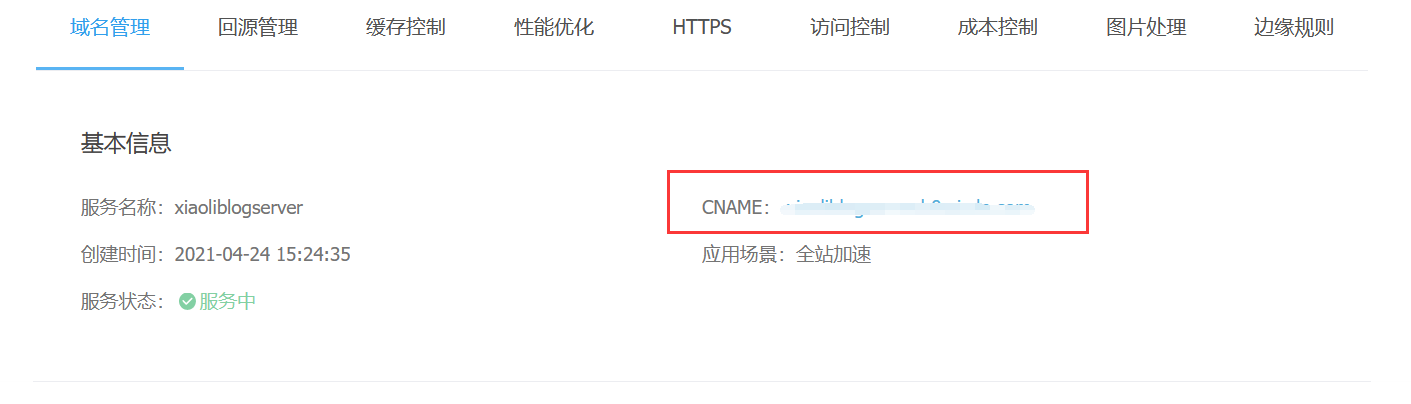 域名管理 回源管理 缓存控制 性能优化 HTTPS 访问控制 成本控制 图片处理 边缘规则
基本信息
服务名称：xiaoliblogserver CNAME：
创建时间：2021-04-24 15:24:35 应用场景：全站加速
服务状态： 服务中